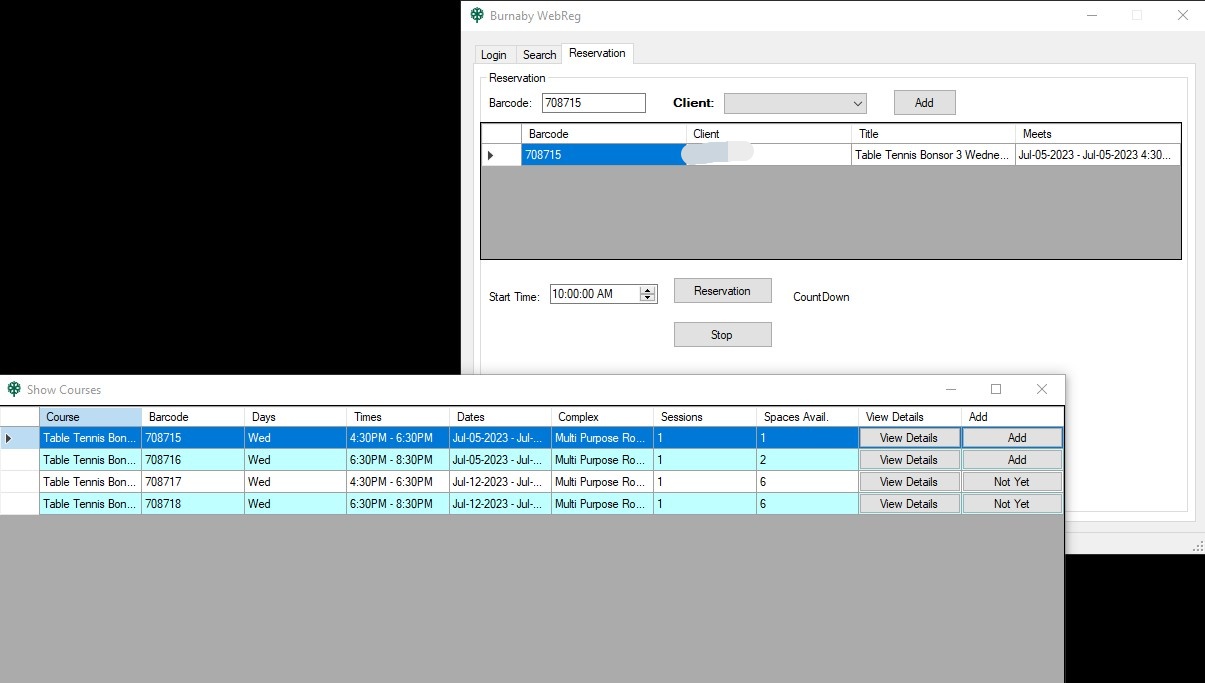 Burnaby WebReg
Login Search Reservation
Reservation
Barcode: 708715 Client: Add
Barcode Client Title Meets
708715 Table Tennis Bonsor 3 Wedne... Jul-05-2023 - Jul-05-2023 4:30...
Start Time: 10:00:00 AM Reservation CountDown
Stop
Show Courses
Course Barcode Days Times Dates Complex Sessions Spaces Avail. View Details Add
Table Tennis Bon... 708715 Wed 4:30PM - 6:30PM Jul-05-2023 - Jul-... Multi Purpose Ro... 1 1 View Details Add
Table Tennis Bon... 708716 Wed 6:30PM - 8:30PM Jul-05-2023 - Jul-... Multi Purpose Ro... 1 2 View Details Add
Table Tennis Bon... 708717 Wed 4:30PM - 6:30PM Jul-12-2023 - Jul-... Multi Purpose Ro... 1 6 View Details Not Yet
Table Tennis Bon... 708718 Wed 6:30PM - 8:30PM Jul-12-2023 - Jul-... Multi Purpose Ro... 1 6 View Details Not Yet